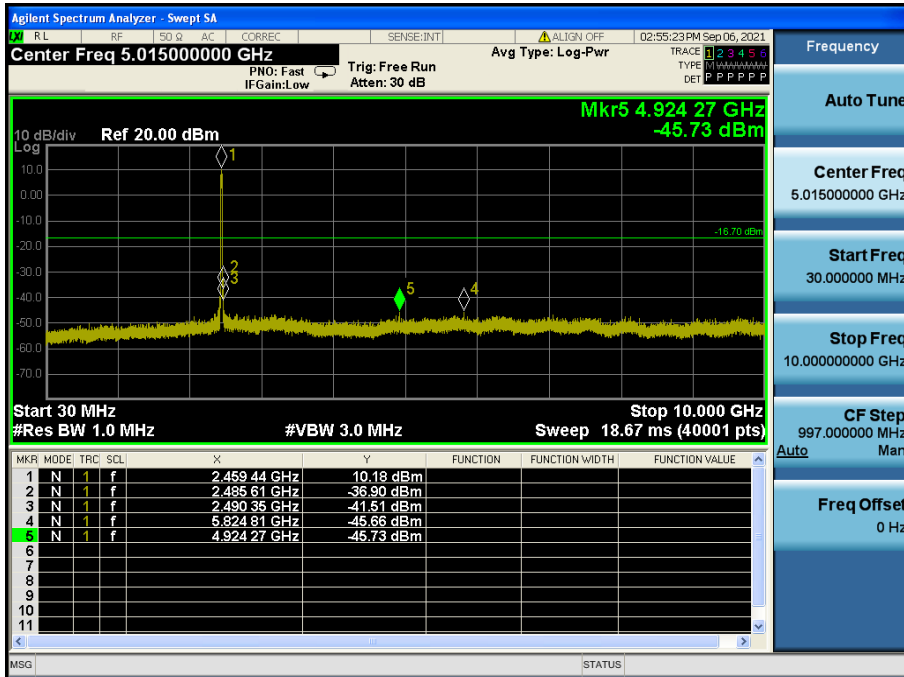 Agilent Spectrum Analyzer - Swept SA
LXI RL RF 50 Ω AC CORREC SENSE:INT ALIGN OFF 02:55:23 PM Sep 06, 2021
Center Freq 5.015000000 GHz
PNO: Fast
IFGain:Low
Trig: Free Run
Atten: 30 dB
Avg Type: Log-Pwr
TRACE 1 2 3 4 5 6
TYPE M
DET P P P P P P
Mkr5 4.924 27 GHz
-45.73 dBm
10 dB/div Ref 20.00 dBm
Log
10.0
0.00
-10.0
-20.0
-30.0
-40.0
-50.0
-60.0
-70.0
1
2
3
5
4
-16.70 dBm
Start 30 MHz Stop 10.000 GHz
#Res BW 1.0 MHz #VBW 3.0 MHz Sweep 18.67 ms (40001 pts)
MKR MODE TRC SCL X Y FUNCTION FUNCTION WIDTH FUNCTION VALUE
1 N 1 f 2.459 44 GHz 10.18 dBm
2 N 1 f 2.485 61 GHz -36.90 dBm
3 N 1 f 2.490 35 GHz -41.51 dBm
4 N 1 f 5.824 81 GHz -45.66 dBm
5 N 1 f 4.924 27 GHz -45.73 dBm
6
7
8
9
10
11
MSG STATUS
Frequency
Auto Tune
Center Freq
5.015000000 GHz
Start Freq
30.000000 MHz
Stop Freq
10.000000000 GHz
CF Step
997.000000 MHz
Auto Man
Freq Offset
0 Hz